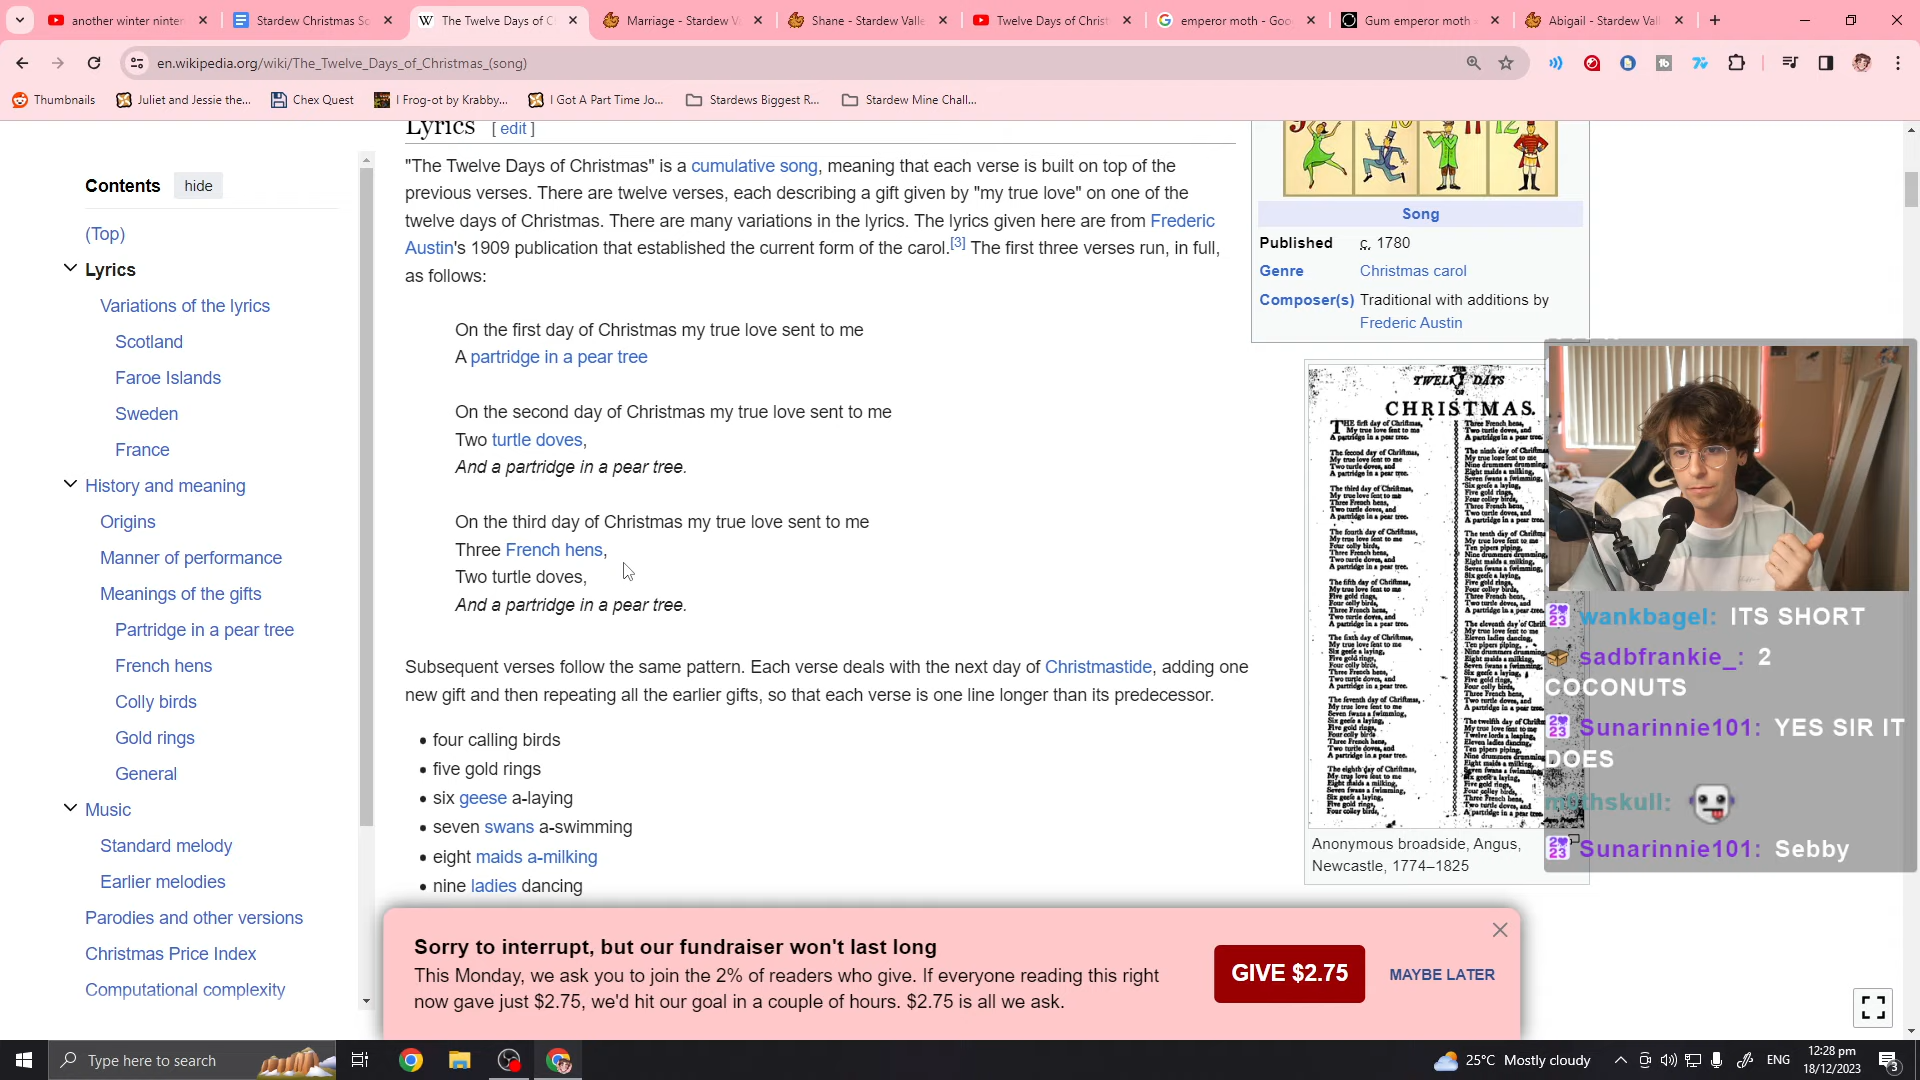 another winter ninten
Stardew Christmas So
The Twelve Days of C
Marriage - Stardew V
Shane - Stardew Valle
Twelve Days of Christ
emperor moth - Goo
Gum emperor moth
Abigail - Stardew Val
en.wikipedia.org/wiki/The_Twelve_Days_of_Christmas_(song)
Thumbnails
Juliet and Jessie the...
Chex Quest
I Frog-ot by Krabby...
I Got A Part Time Jo...
Stardews Biggest R...
Stardew Mine Chall...
Contents
hide
(Top)
Lyrics
Variations of the lyrics
Scotland
Faroe Islands
Sweden
France
History and meaning
Origins
Manner of performance
Meanings of the gifts
Partridge in a pear tree
French hens
Colly birds
Gold rings
General
Music
Standard melody
Earlier melodies
Parodies and other versions
Christmas Price Index
Computational complexity
Lyrics [ edit ]
"The Twelve Days of Christmas" is a cumulative song, meaning that each verse is built on top of the
previous verses. There are twelve verses, each describing a gift given by "my true love" on one of the
twelve days of Christmas. There are many variations in the lyrics. The lyrics given here are from Frederic
Austin's 1909 publication that established the current form of the carol.[3] The first three verses run, in full,
as follows:
On the first day of Christmas my true love sent to me
A partridge in a pear tree
On the second day of Christmas my true love sent to me
Two turtle doves,
And a partridge in a pear tree.
On the third day of Christmas my true love sent to me
Three French hens,
Two turtle doves,
And a partridge in a pear tree.
Subsequent verses follow the same pattern. Each verse deals with the next day of Christmastide, adding one
new gift and then repeating all the earlier gifts, so that each verse is one line longer than its predecessor.
• four calling birds
• five gold rings
• six geese a-laying
• seven swans a-swimming
• eight maids a-milking
• nine ladies dancing
Song
Published c. 1780
Genre Christmas carol
Composer(s) Traditional with additions by
Frederic Austin
THE
TWELVE DAYS
OF
CHRISTMAS.
Anonymous broadside, Angus,
Newcastle, 1774–1825
wankbagel: ITS SHORT
sadbfrankie_: 2
COCONUTS
Sunarinnie101: YES SIR IT
DOES
m0thskull:
Sunarinnie101: Sebby
Sorry to interrupt, but our fundraiser won't last long
This Monday, we ask you to join the 2% of readers who give. If everyone reading this right
now gave just $2.75, we'd hit our goal in a couple of hours. $2.75 is all we ask.
GIVE $2.75
MAYBE LATER
Type here to search
25°C Mostly cloudy
ENG
12:28 pm
18/12/2023
3